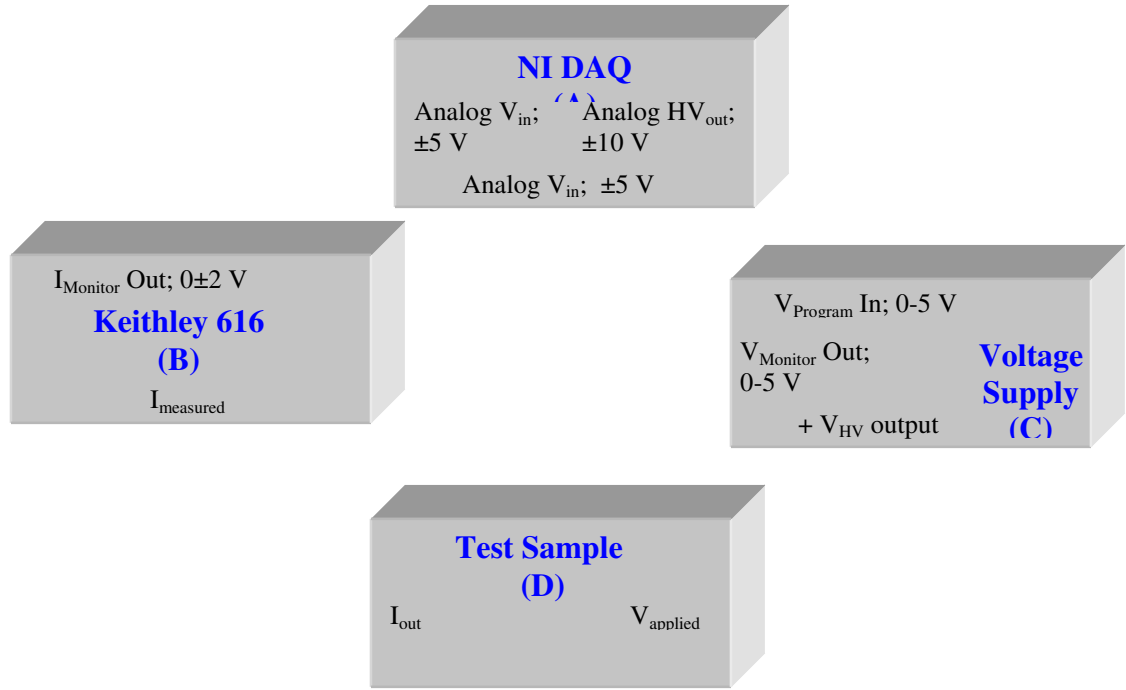 NI DAQ
(A)
Analog Vin; Analog HVout;
±5 V ±10 V
Analog Vin; ±5 V
IMonitor Out; 0±2 V
Keithley 616
(B)
Imeasured
VProgram In; 0-5 V
VMonitor Out;
0-5 V
Voltage
Supply
(C)
+ VHV output
Test Sample
(D)
Iout Vapplied